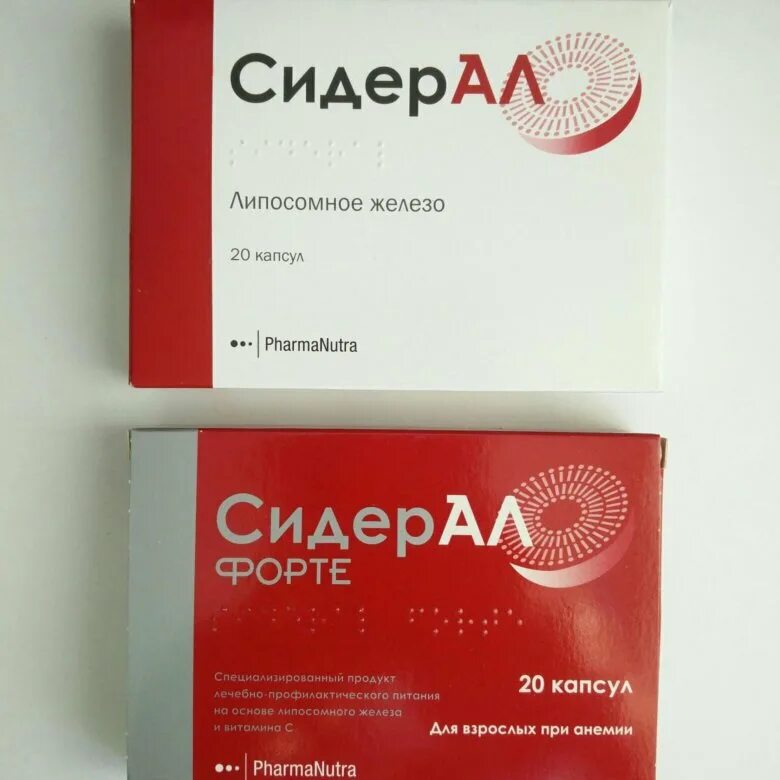 СидерАЛ
Липосомное железо
20 капсул
PharmaNutra
СидерАЛ
ФОРТЕ
Специализированный продукт
лечебно-профилактического питания
на основе липосомного железа
и витамина С
20 капсул
Для взрослых при анемии
PharmaNutra